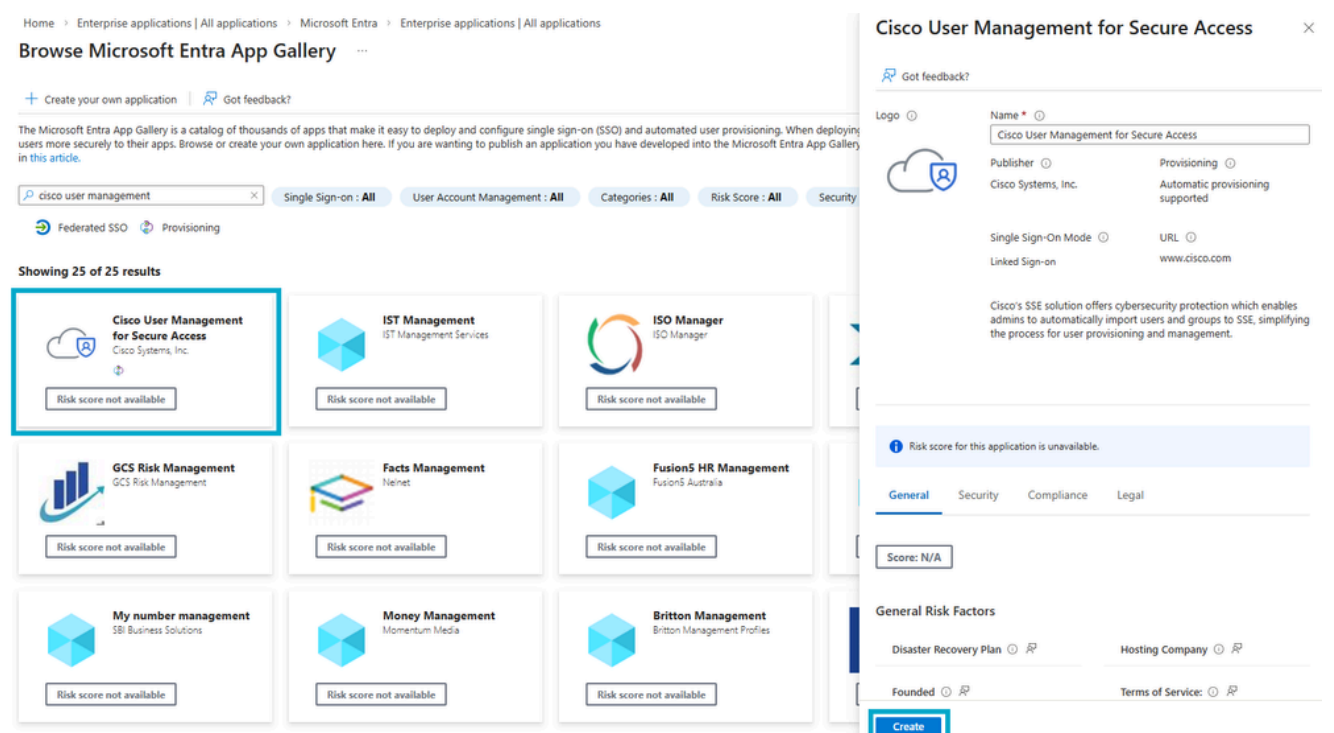 Home > Enterprise applications | All applications > Microsoft Entra > Enterprise applications | All applications
Browse Microsoft Entra App Gallery ...
+ Create your own application
Got feedback?
The Microsoft Entra App Gallery is a catalog of thousands of apps that make it easy to deploy and configure single sign-on (SSO) and automated user provisioning. When deploying
users more securely to their apps. Browse or create your own application here. If you are wanting to publish an application you have developed into the Microsoft Entra App Gallery
in this article.
cisco user management
Single Sign-on : All
User Account Management : All
Categories : All
Risk Score : All
Security
Federated SSO
Provisioning
Showing 25 of 25 results
Cisco User Management
for Secure Access
Cisco Systems, Inc.
Risk score not available
IST Management
IST Management Services
Risk score not available
ISO Manager
ISO Manager
Risk score not available
GCS Risk Management
GCS Risk Management
Risk score not available
Facts Management
Nelnet
Risk score not available
Fusion5 HR Management
Fusion5 Australia
Risk score not available
My number management
SBI Business Solutions
Risk score not available
Money Management
Momentum Media
Risk score not available
Britton Management
Britton Management Profiles
Risk score not available
Cisco User Management for Secure Access
Got feedback?
Logo
Name *
Cisco User Management for Secure Access
Publisher
Cisco Systems, Inc.
Provisioning
Automatic provisioning
supported
Single Sign-On Mode
Linked Sign-on
URL
www.cisco.com
Cisco's SSE solution offers cybersecurity protection which enables
admins to automatically import users and groups to SSE, simplifying
the process for user provisioning and management.
Risk score for this application is unavailable.
General
Security
Compliance
Legal
Score: N/A
General Risk Factors
Disaster Recovery Plan
Hosting Company
Founded
Terms of Service:
Create